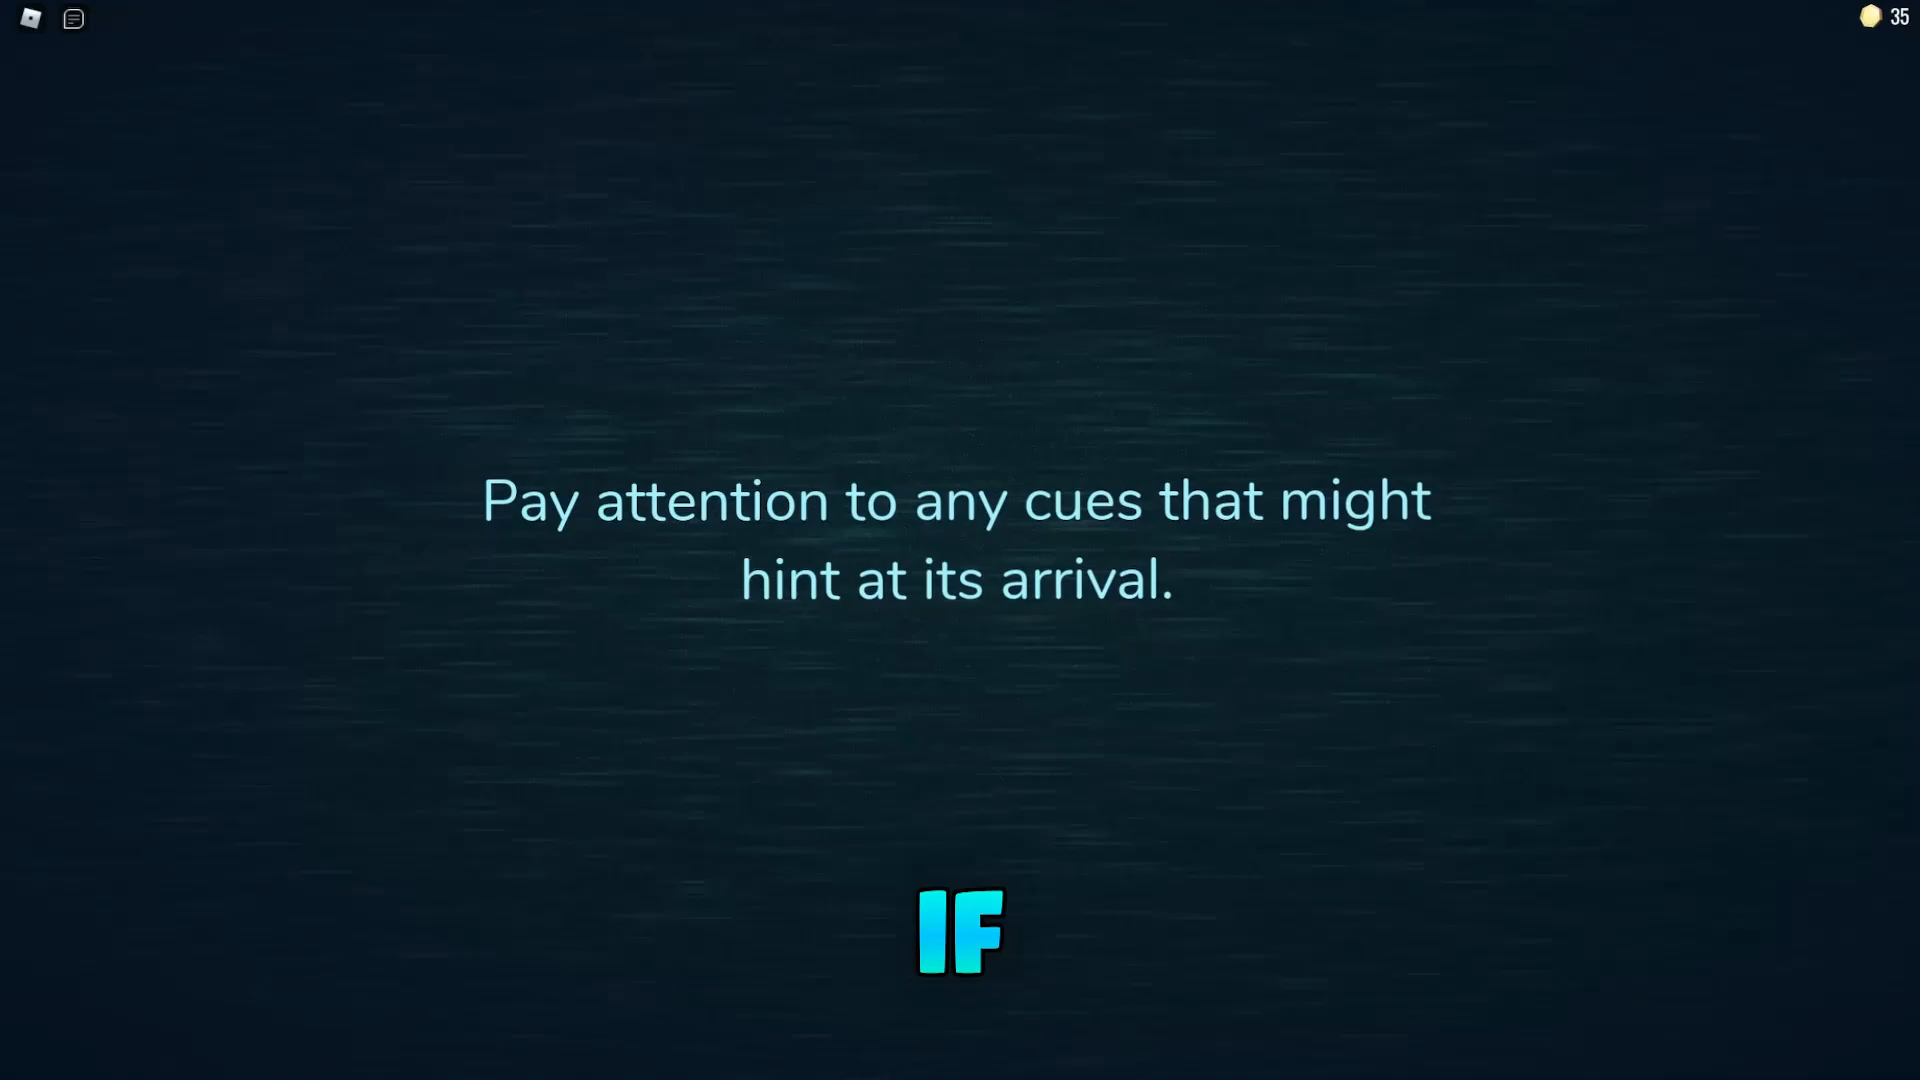 35
Pay attention to any cues that might
hint at its arrival.
IF